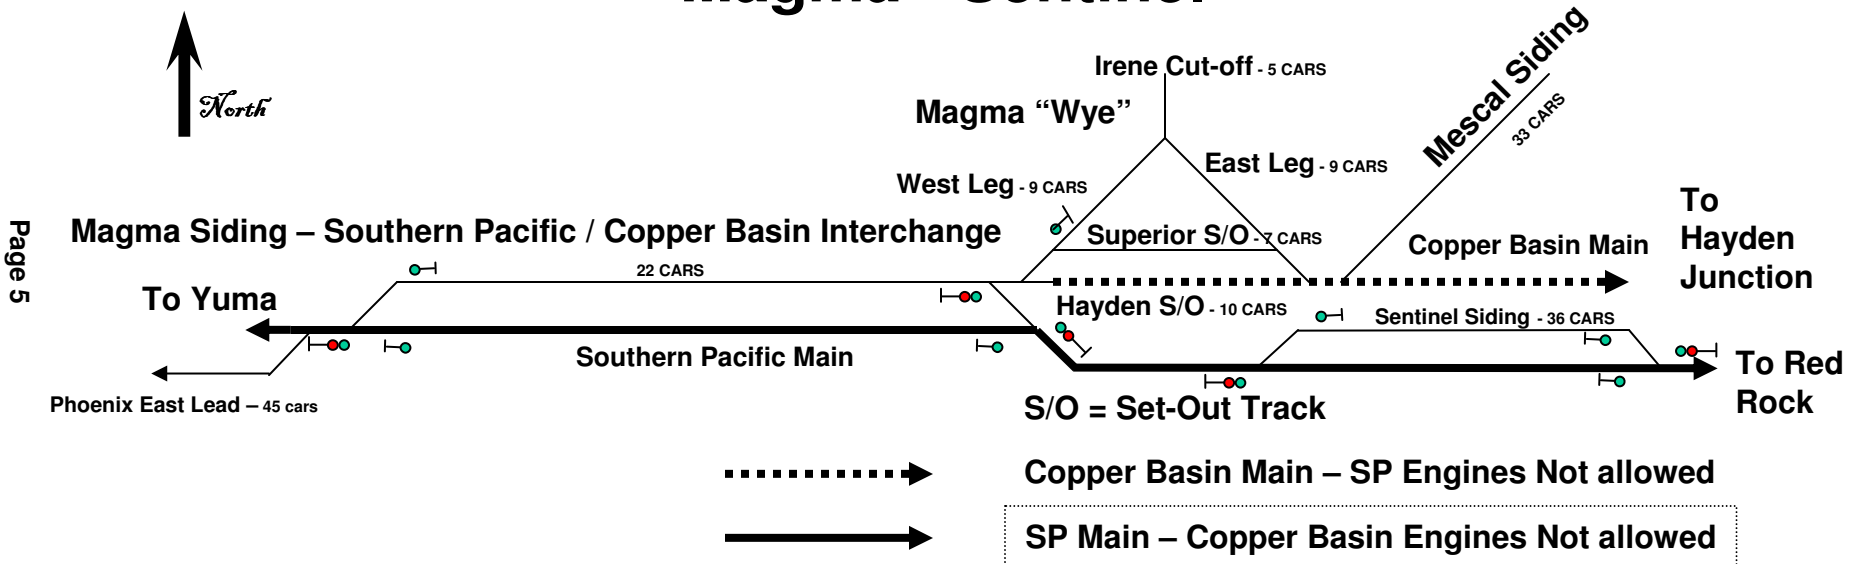 Magma - Sentinel
North
Irene Cut-off - 5 CARS
Magma “Wye”
East Leg - 9 CARS
West Leg - 9 CARS
Mescal Siding
33 CARS
Magma Siding – Southern Pacific / Copper Basin Interchange
Superior S/O - 7 CARS
Copper Basin Main
To
Hayden
Junction
22 CARS
To Yuma
Hayden S/O - 10 CARS
Sentinel Siding - 36 CARS
Southern Pacific Main
To Red
Rock
Phoenix East Lead – 45 cars
S/O = Set-Out Track
Copper Basin Main – SP Engines Not allowed
SP Main – Copper Basin Engines Not allowed
Page 5